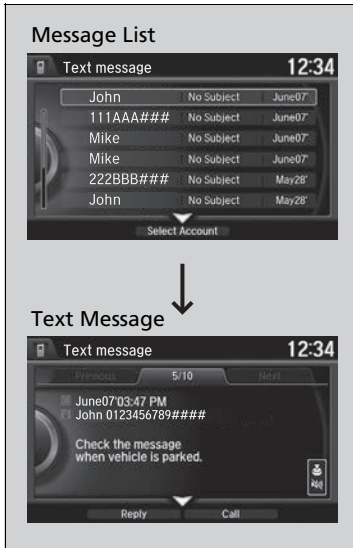 Message List
Text message 12:34
John No Subject June07'
111AAA### No Subject June07'
Mike No Subject June07'
Mike No Subject June07'
222BBB### No Subject May28'
John No Subject May28'
Select Account
Text Message
Text message 12:34
Previous 5/10 Next
June07'03:47 PM
John 0123456789####
Check the message
when vehicle is parked.
Reply Call